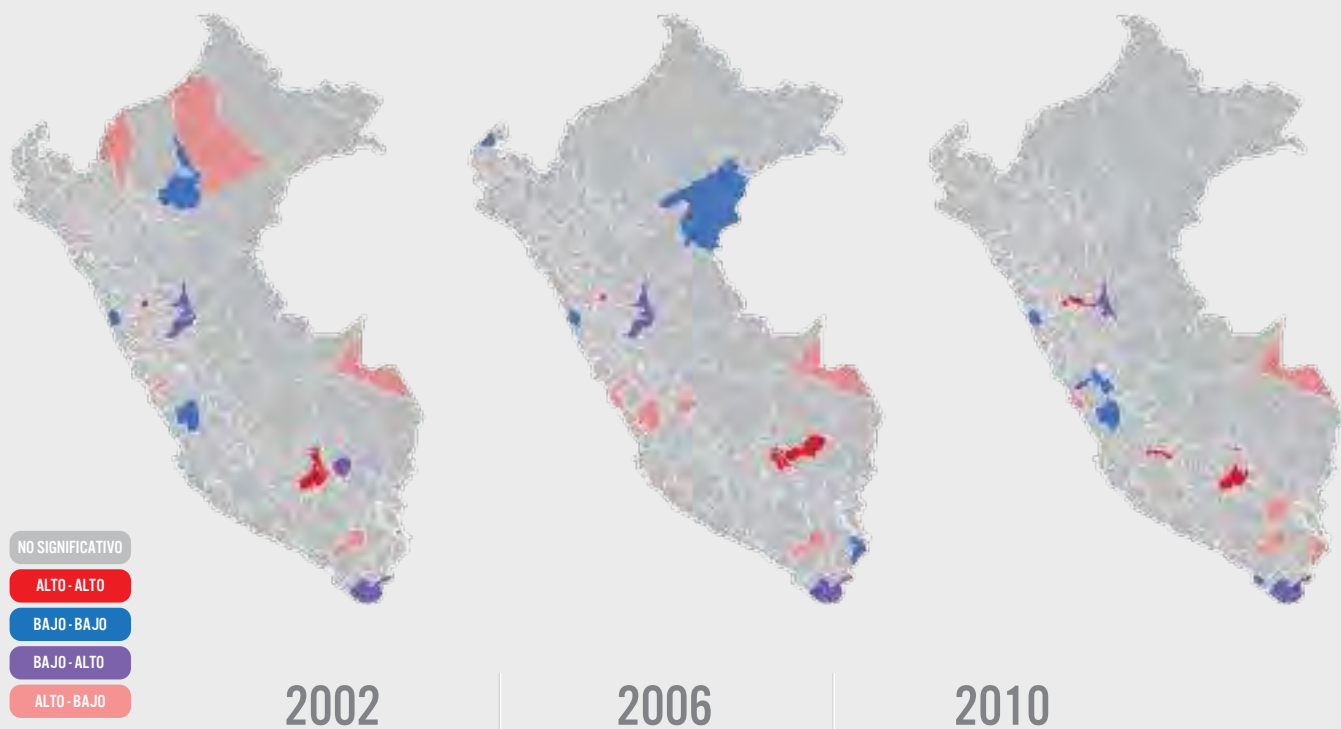 NO SIGNIFICATIVO
ALTO - ALTO
BAJO - BAJO
BAJO - ALTO
ALTO - BAJO
2002
2006
2010